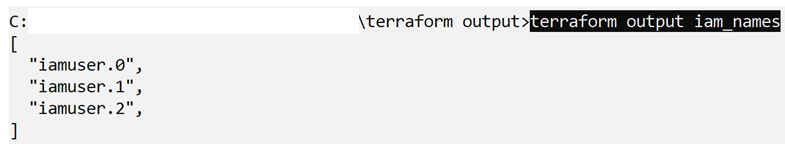 C:\terraform output>terraform output iam_names
[
  "iamuser.0",
  "iamuser.1",
  "iamuser.2",
]